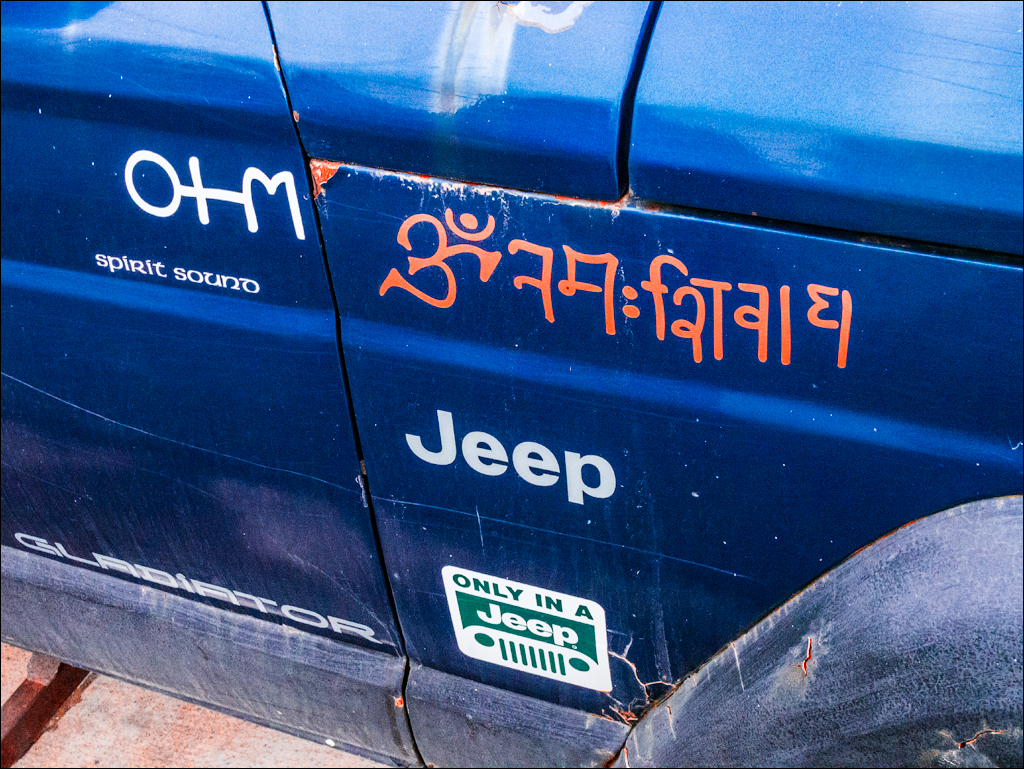 OHM
spirit sound
ॐ नमः शिवाय
Jeep
GLADIATOR
ONLY IN A
Jeep